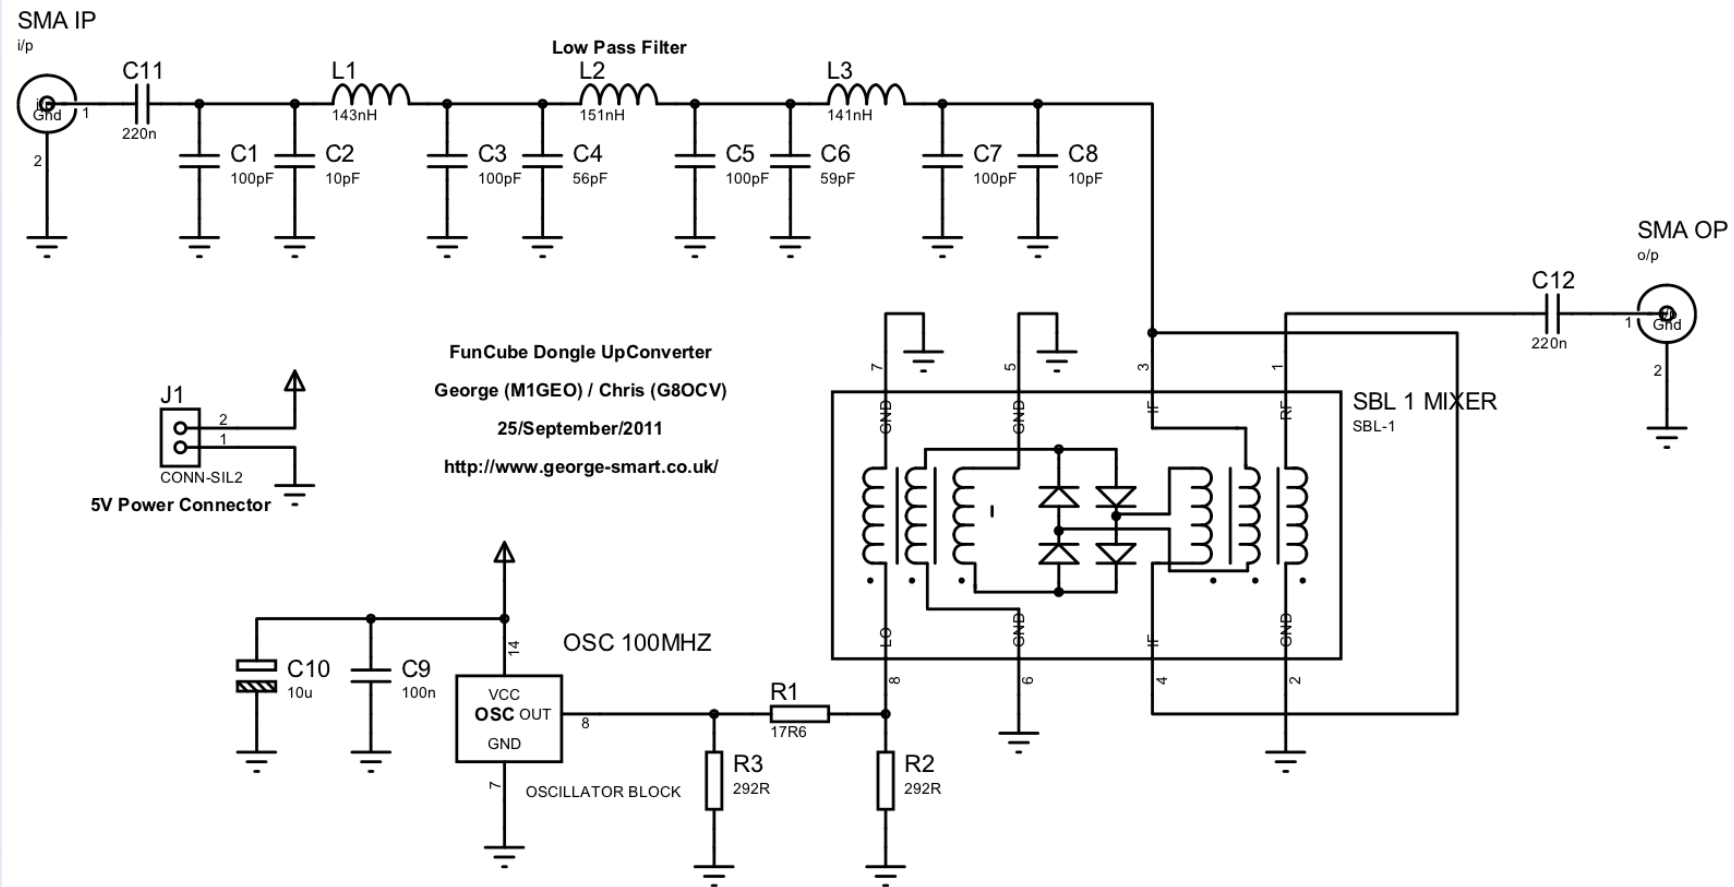 SMA IP
i/p
Gnd
1
2
C11
220n
L1
143nH
Low Pass Filter
L2
151nH
L3
141nH
C1
100pF
C2
10pF
C3
100pF
C4
56pF
C5
100pF
C6
59pF
C7
100pF
C8
10pF
SMA OP
o/p
C12
220n
1
Gnd
2
FunCube Dongle UpConverter
George (M1GEO) / Chris (G8OCV)
25/September/2011
http://www.george-smart.co.uk/
J1
2
1
CONN-SIL2
5V Power Connector
7
5
3
1
GND
GND
IF
RF
SBL 1 MIXER
SBL-1
LO
GND
IF
GND
8
6
4
2
OSC 100MHZ
14
C10
10u
C9
100n
VCC
OSC OUT
GND
8
7
OSCILLATOR BLOCK
R1
17R6
R3
292R
R2
292R